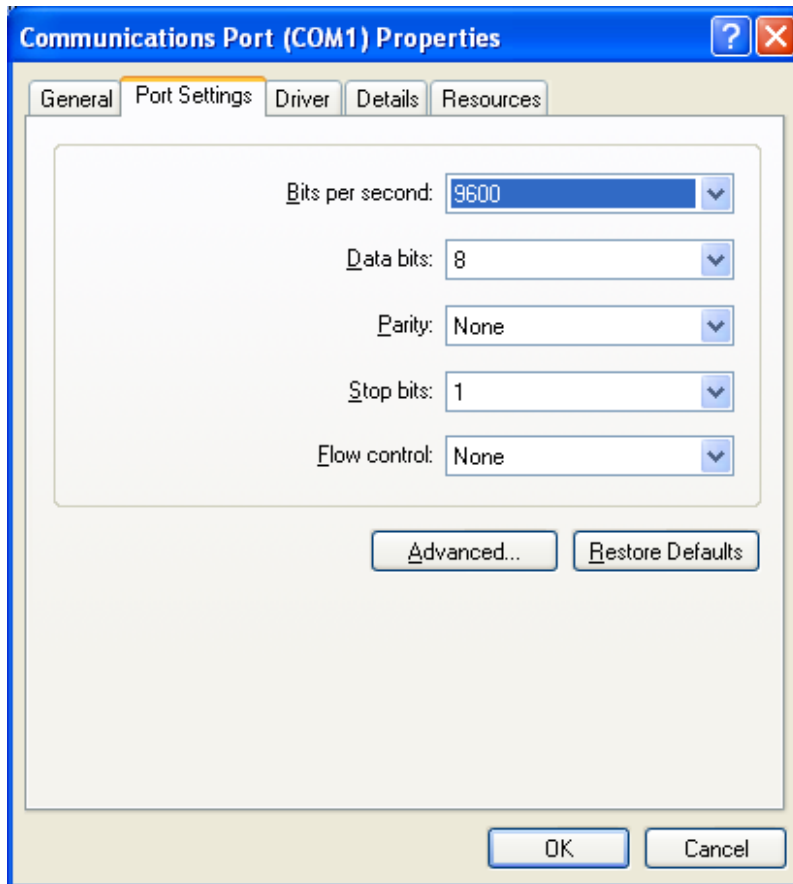 Communications Port (COM1) Properties ?
General Port Settings Driver Details Resources
Bits per second: 9600
Data bits: 8
Parity: None
Stop bits: 1
Flow control: None
Advanced... Restore Defaults
OK Cancel